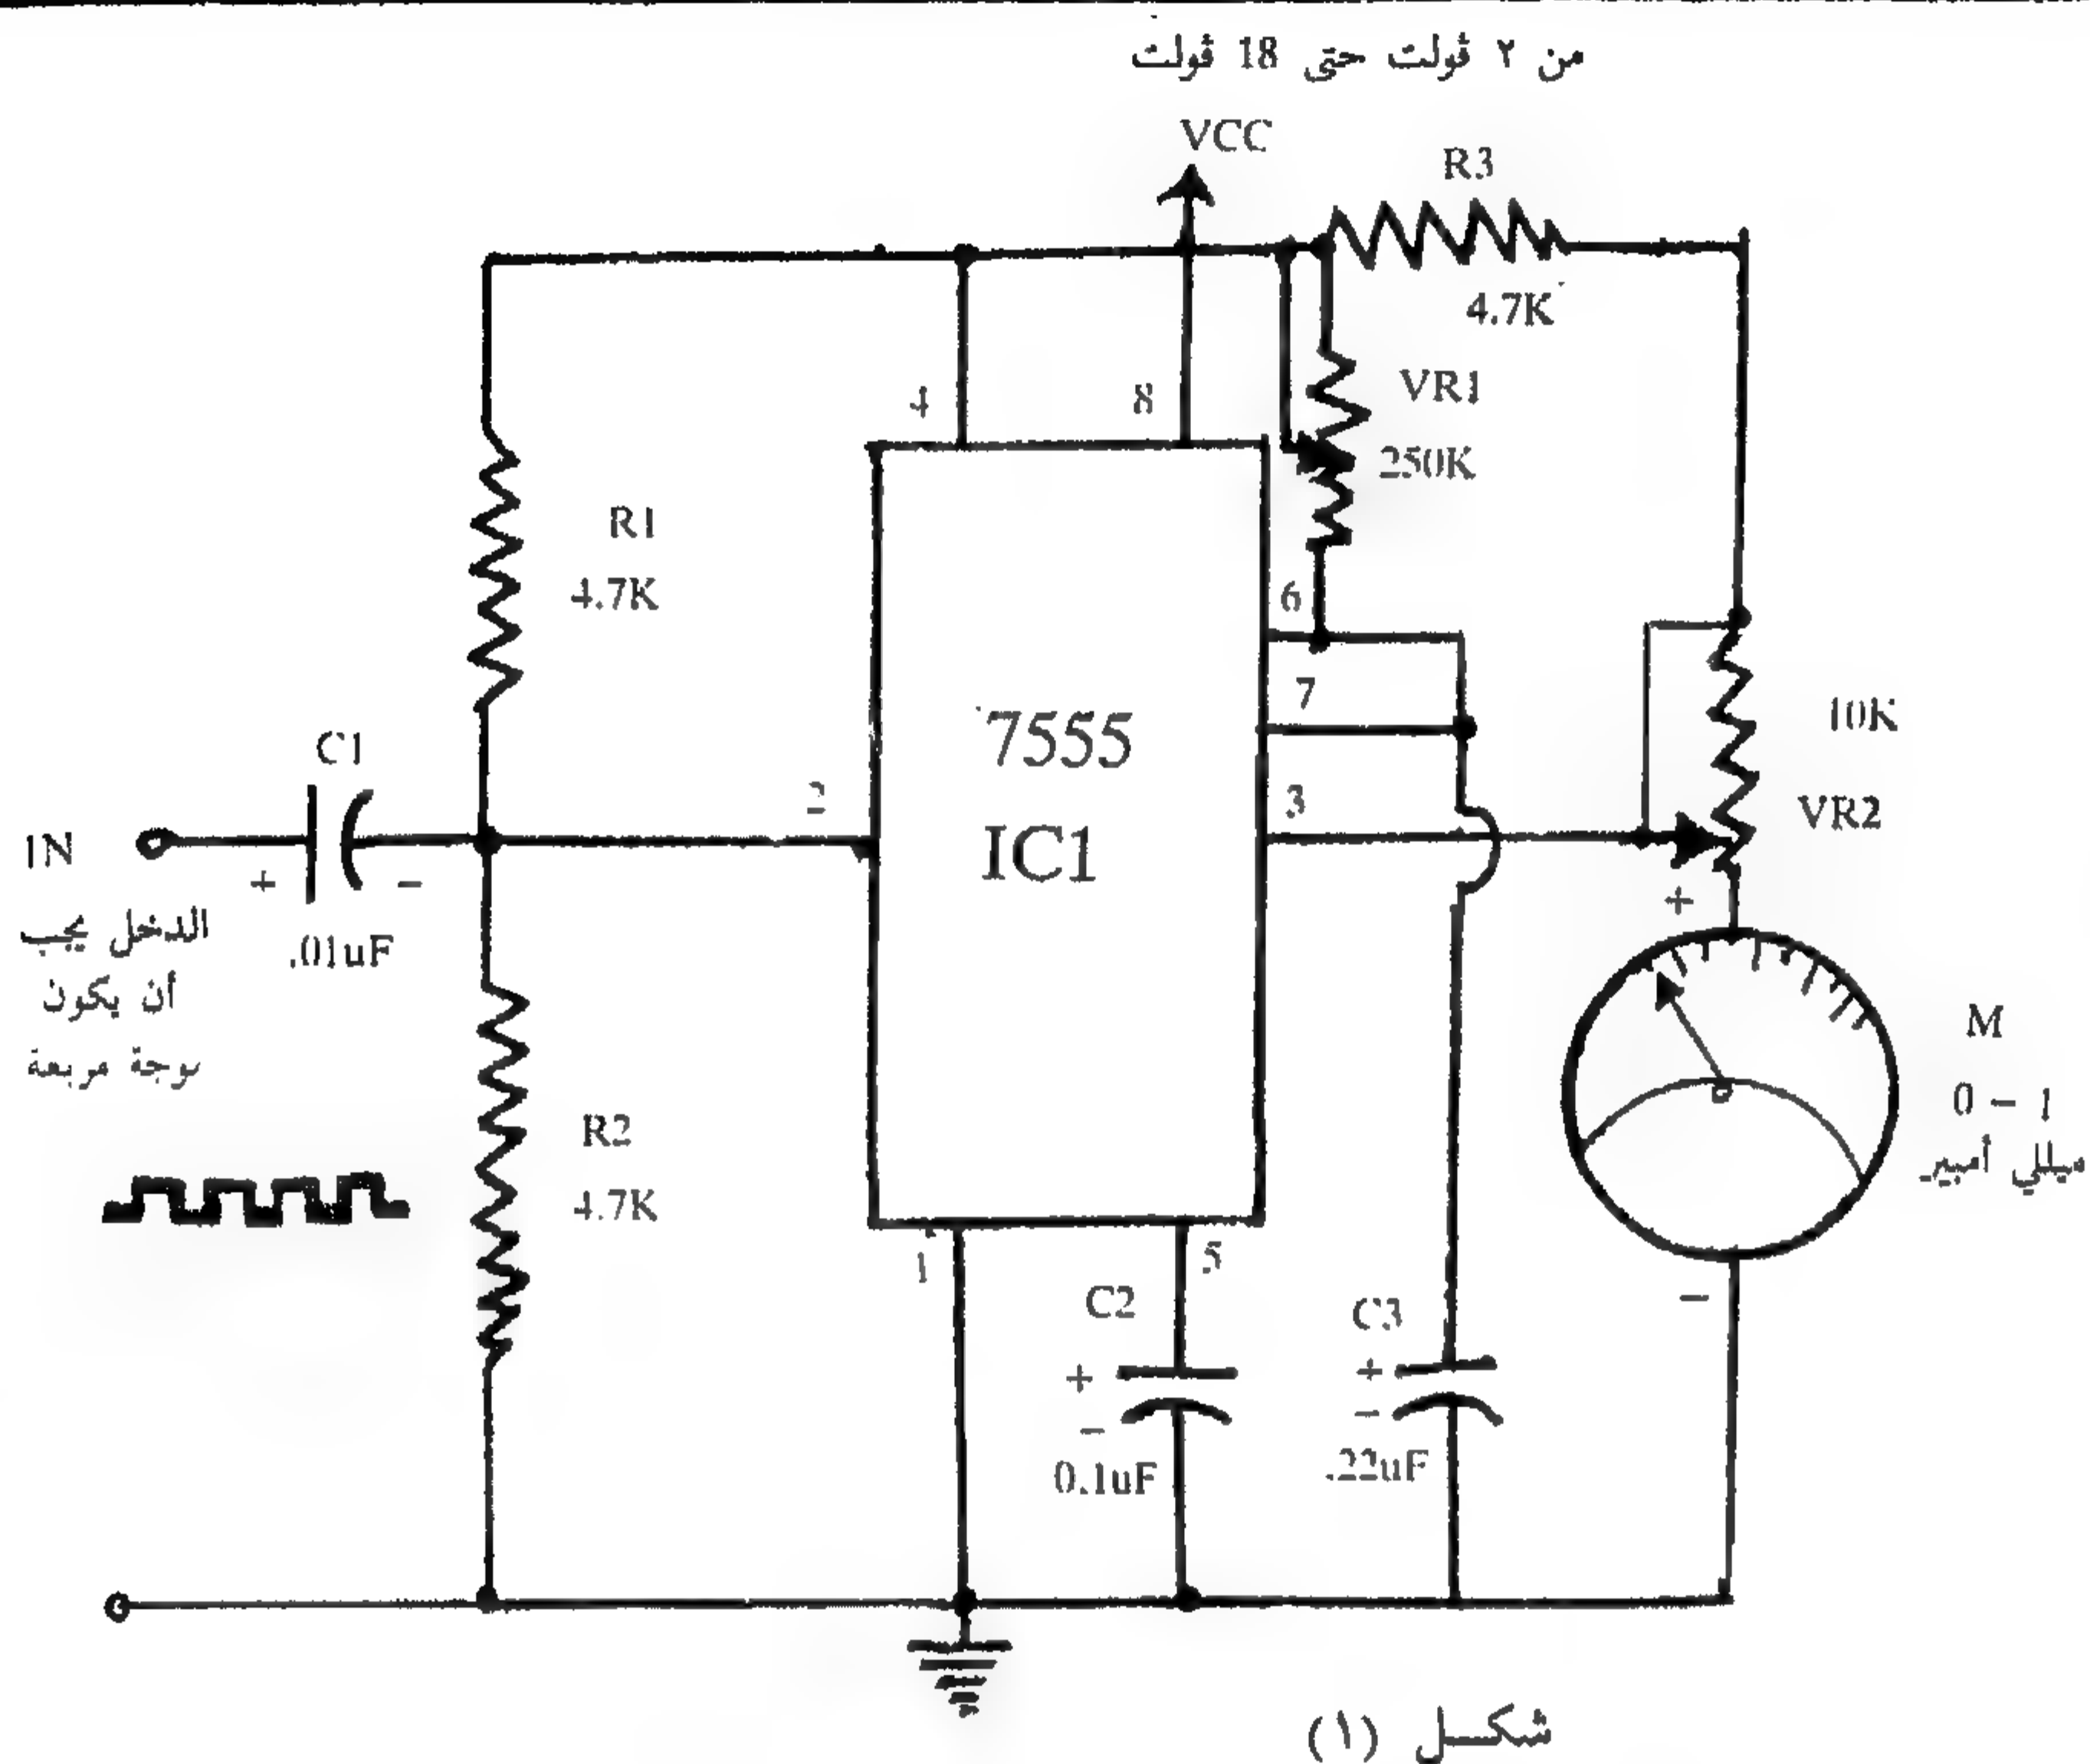 من ٢ ڤولت حتى 18 ڤولت
VCC
R3
4.7K
4
8
VR1
250K
R1
4.7K
6
7
7555
IC1
10K
VR2
C1
2
3
1N
+
−
+
.01uF
الدخل يجب
أن يكون
موجة مربعة
M
0 – 1
ميللي أمبير
R2
4.7K
1
5
−
C2
C3
+
−
+
−
0.1uF
.22uF
شكل (١)